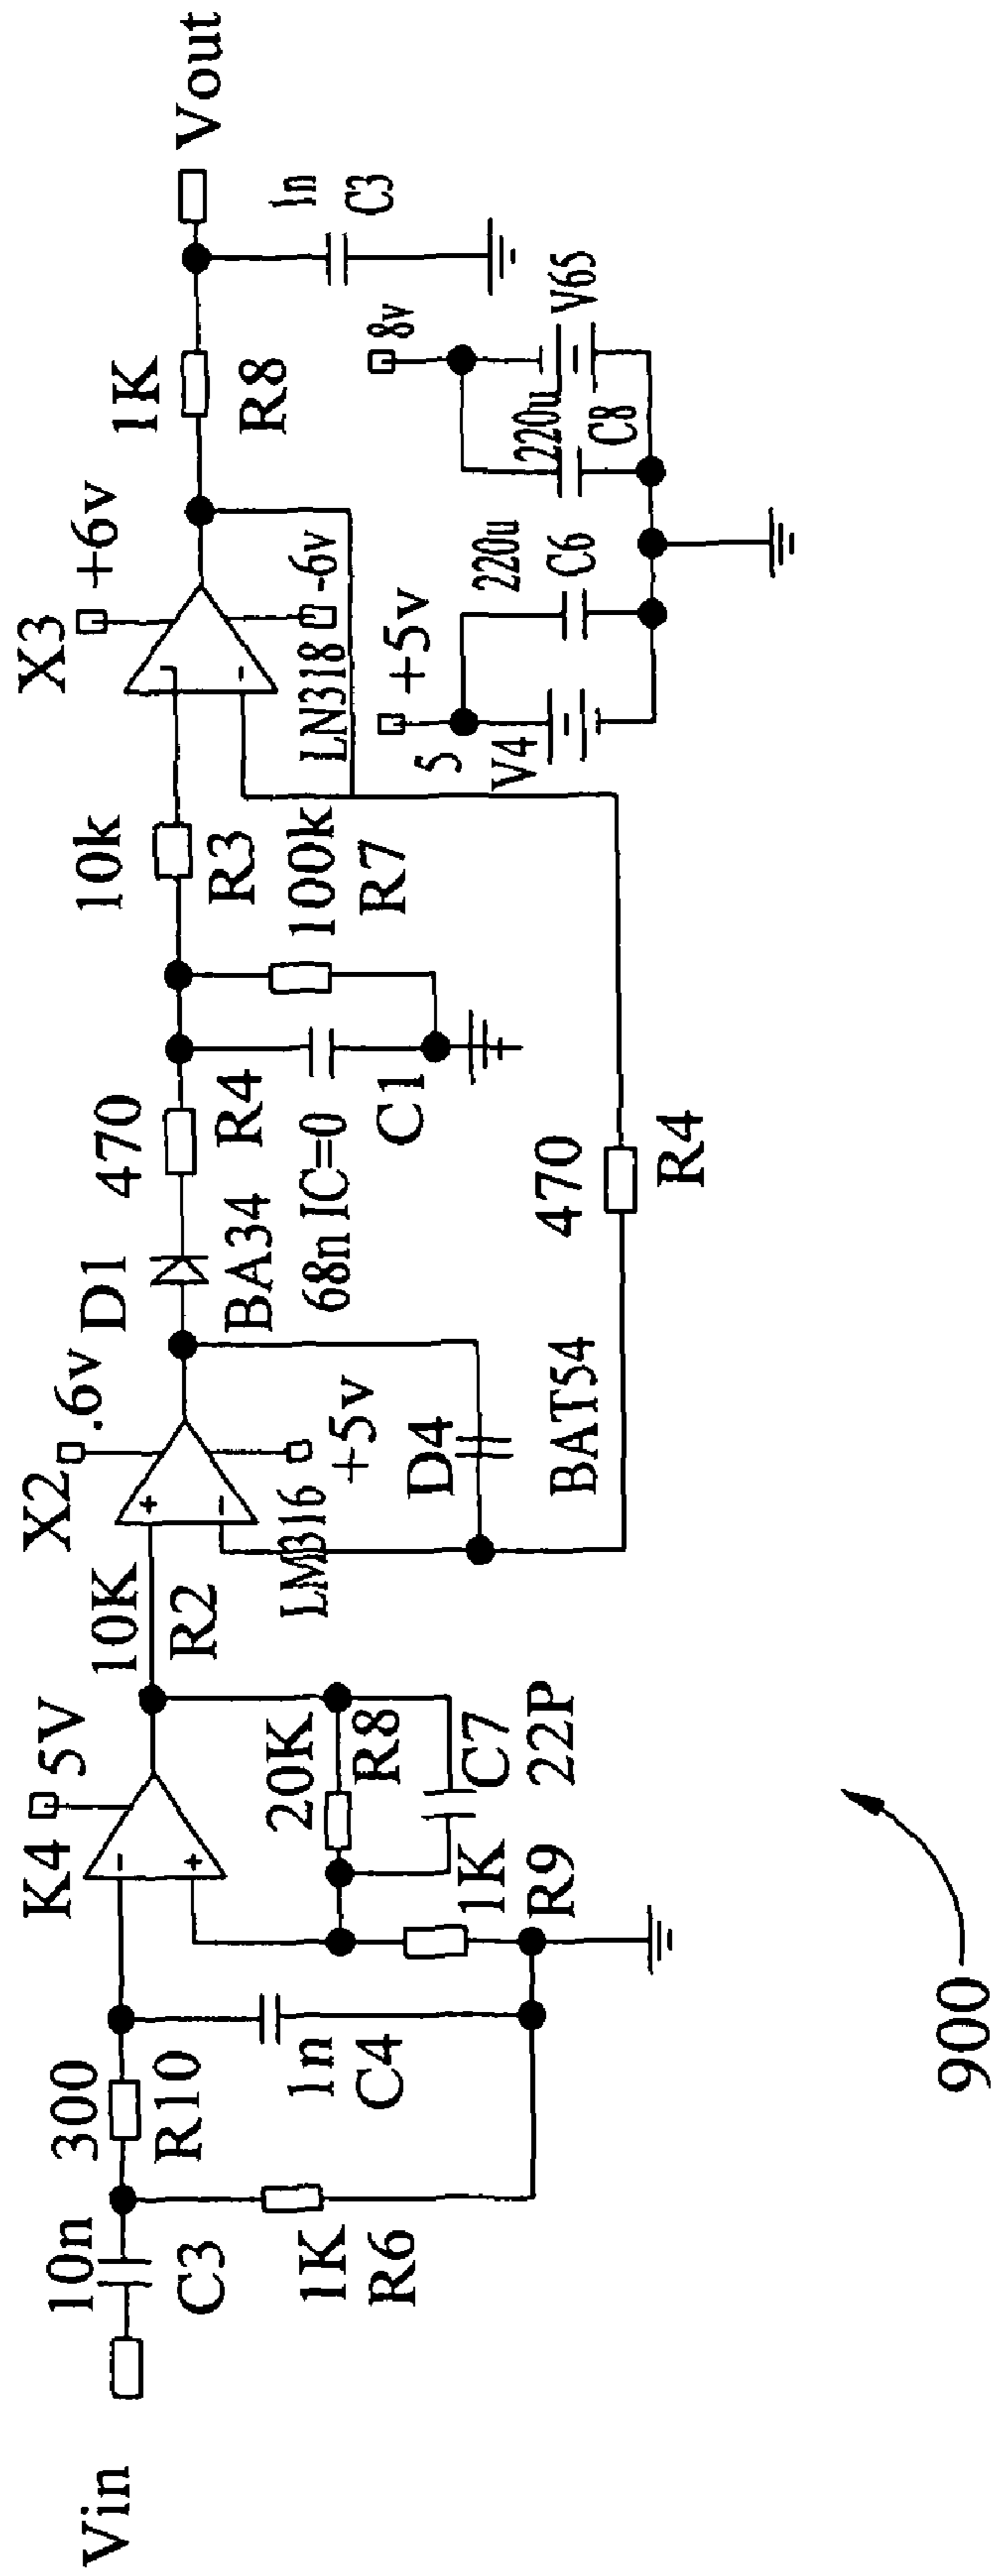 Vin
10n
C3
1K
R6
300
R10
1n
C4
K4
5V
-
+
20K
R8
C7
22P
1K
R9
10K
R2
X2
.6v
+
-
LM316
+5v
D4
BAT54
D1
BA34
470
R4
68n IC=0
C1
470
R4
10k
R3
100k
R7
X3
+6v
-
LN318
-6v
1K
R8
Vout
1n
C3
5
+5v
V4
220u
C6
220u
C8
8v
V65
900